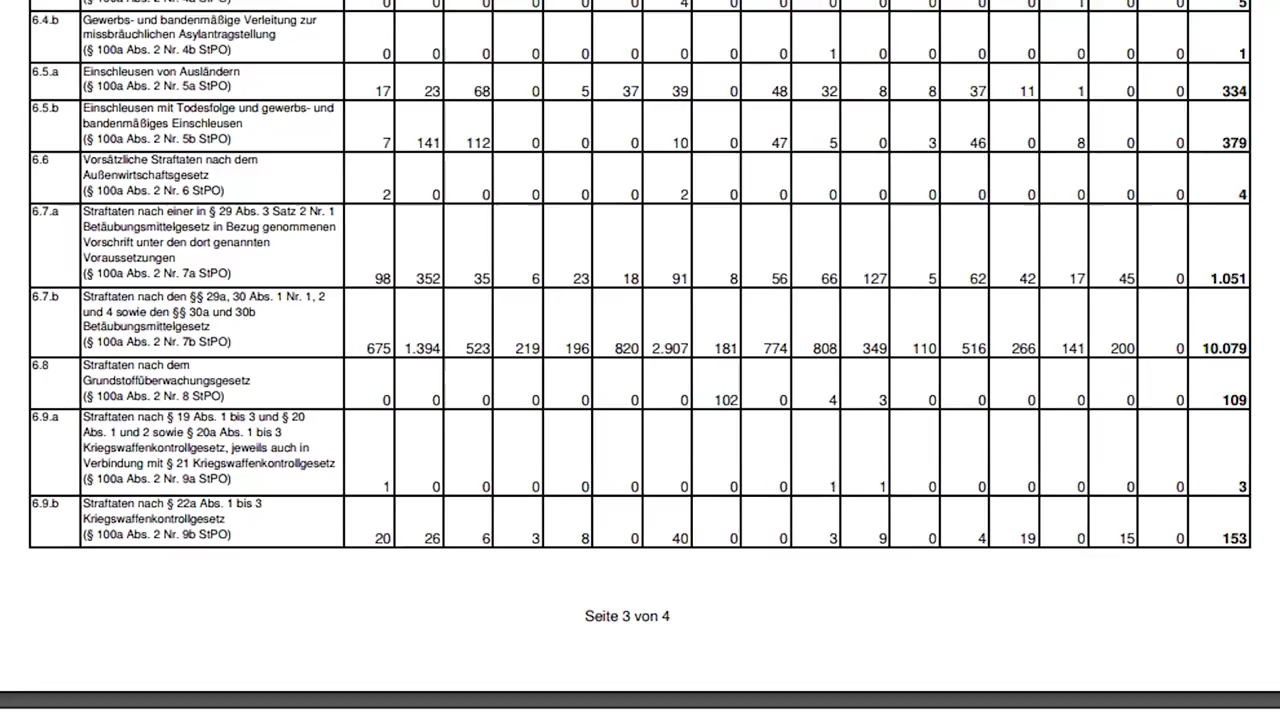 0 0 0 0 0 0 4 0 0 0 0 0 0 0 1 0 0 5
6.4.b Gewerbs- und bandenmäßige Verleitung zur
missbräuchlichen Asylantragstellung
(§ 100a Abs. 2 Nr. 4b StPO) 0 0 0 0 0 0 0 0 0 1 0 0 0 0 0 0 0 1
6.5.a Einschleusen von Ausländern
(§ 100a Abs. 2 Nr. 5a StPO) 17 23 68 0 5 37 39 0 48 32 8 8 37 11 1 0 0 334
6.5.b Einschleusen mit Todesfolge und gewerbs- und
bandenmäßiges Einschleusen
(§ 100a Abs. 2 Nr. 5b StPO) 7 141 112 0 0 0 10 0 47 5 0 3 46 0 8 0 0 379
6.6 Vorsätzliche Straftaten nach dem
Außenwirtschaftsgesetz
(§ 100a Abs. 2 Nr. 6 StPO) 2 0 0 0 0 0 2 0 0 0 0 0 0 0 0 0 0 4
6.7.a Straftaten nach einer in § 29 Abs. 3 Satz 2 Nr. 1
Betäubungsmittelgesetz in Bezug genommenen
Vorschrift unter den dort genannten
Voraussetzungen
(§ 100a Abs. 2 Nr. 7a StPO) 98 352 35 6 23 18 91 8 56 66 127 5 62 42 17 45 0 1.051
6.7.b Straftaten nach den §§ 29a, 30 Abs. 1 Nr. 1, 2
und 4 sowie den §§ 30a und 30b
Betäubungsmittelgesetz
(§ 100a Abs. 2 Nr. 7b StPO) 675 1.394 523 219 196 820 2.907 181 774 808 349 110 516 266 141 200 0 10.079
6.8 Straftaten nach dem
Grundstoffüberwachungsgesetz
(§ 100a Abs. 2 Nr. 8 StPO) 0 0 0 0 0 0 0 102 0 4 3 0 0 0 0 0 0 109
6.9.a Straftaten nach § 19 Abs. 1 bis 3 und § 20
Abs. 1 und 2 sowie § 20a Abs. 1 bis 3
Kriegswaffenkontrollgesetz, jeweils auch in
Verbindung mit § 21 Kriegswaffenkontrollgesetz
(§ 100a Abs. 2 Nr. 9a StPO) 1 0 0 0 0 0 0 0 0 1 1 0 0 0 0 0 0 3
6.9.b Straftaten nach § 22a Abs. 1 bis 3
Kriegswaffenkontrollgesetz
(§ 100a Abs. 2 Nr. 9b StPO) 20 26 6 3 8 0 40 0 0 3 9 0 4 19 0 15 0 153
Seite 3 von 4